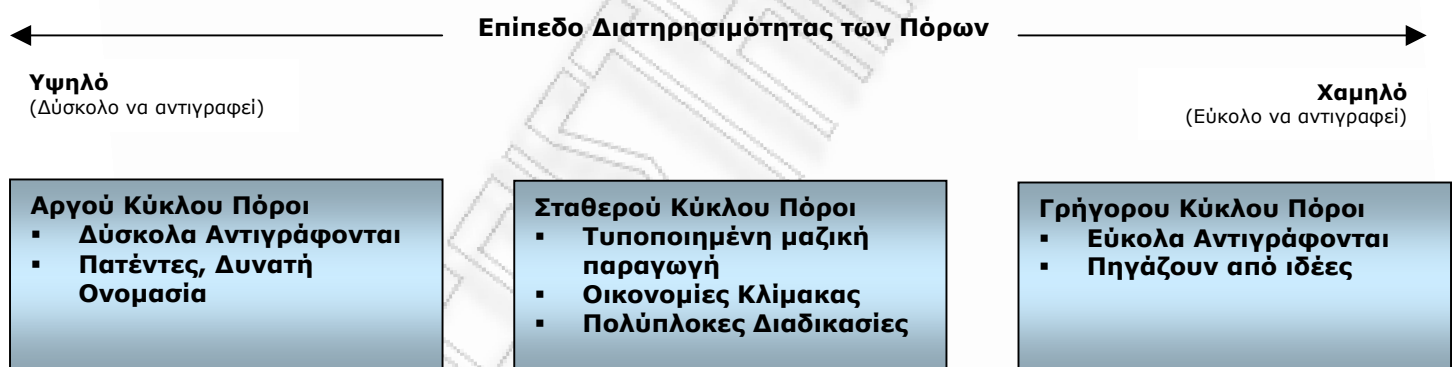 Επίπεδο Διατηρησιμότητας των Πόρων
Υψηλό
(Δύσκολο να αντιγραφεί)
Χαμηλό
(Εύκολο να αντιγραφεί)
Αργού Κύκλου Πόροι
▪ Δύσκολα Αντιγράφονται
▪ Πατέντες, Δυνατή
Ονομασία
Σταθερού Κύκλου Πόροι
▪ Τυποποιημένη μαζική
παραγωγή
▪ Οικονομίες Κλίμακας
▪ Πολύπλοκες Διαδικασίες
Γρήγορου Κύκλου Πόροι
▪ Εύκολα Αντιγράφονται
▪ Πηγάζουν από ιδέες